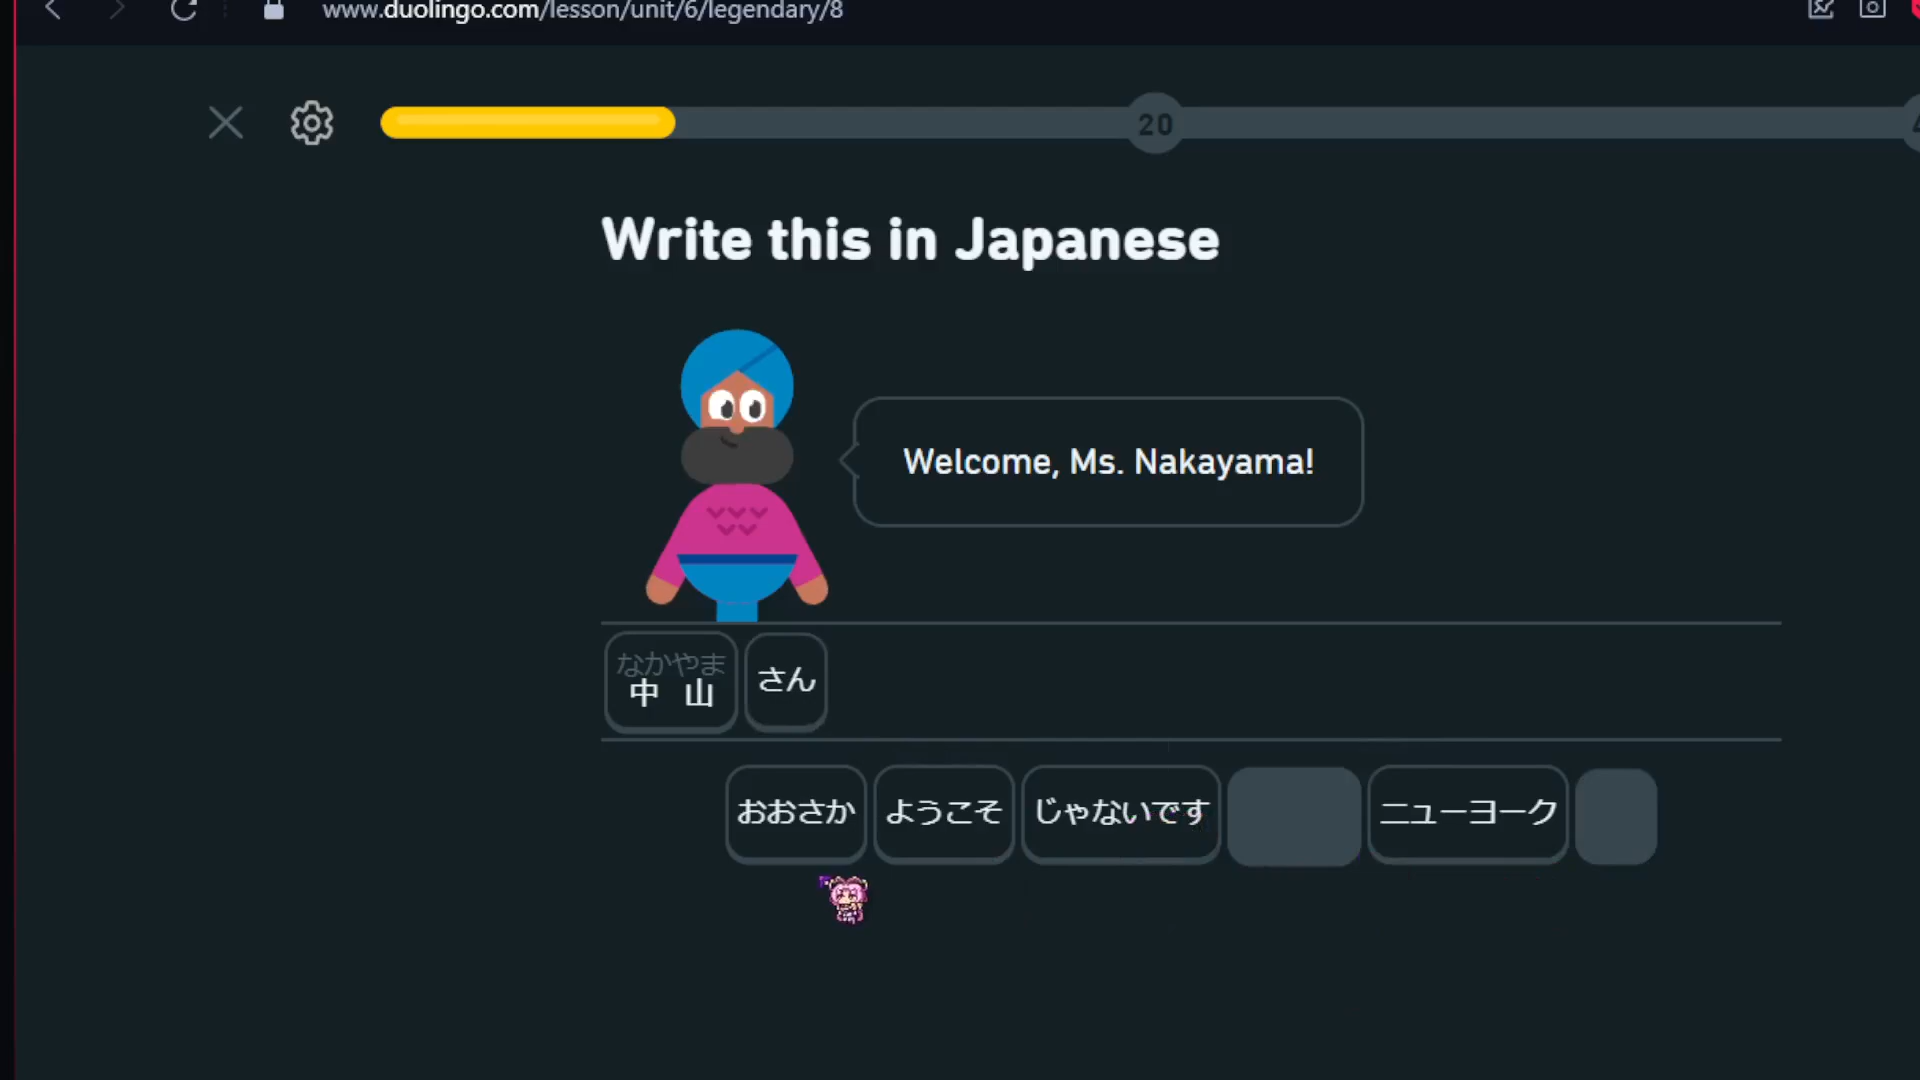 www.duolingo.com/lesson/unit/6/legendary/8
20
Write this in Japanese
Welcome, Ms. Nakayama!
なかやま
中山 さん
おおさか ようこそ じゃないです ニューヨーク